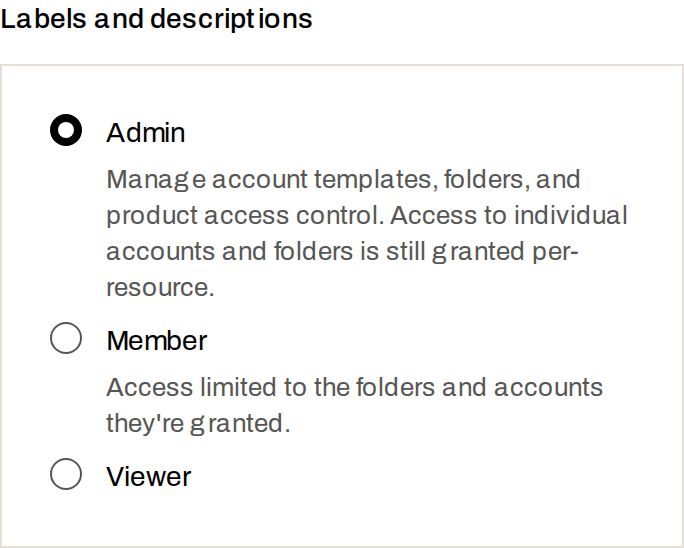 Labels and descriptions
Admin
Manage account templates, folders, and
product access control. Access to individual
accounts and folders is still granted per-
resource.
Member
Access limited to the folders and accounts
they're granted.
Viewer